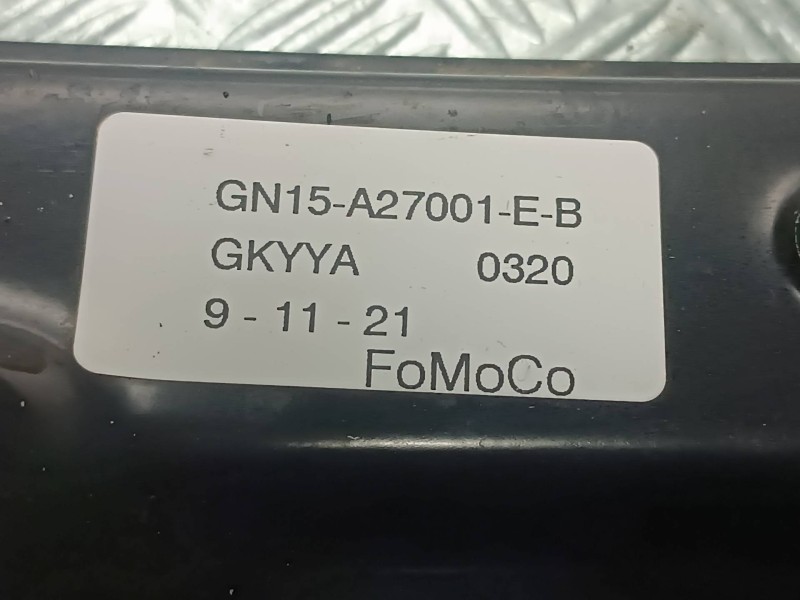 GN15-A27001-E-B
GKYYA 0320
9 - 11 - 21
FoMoCo